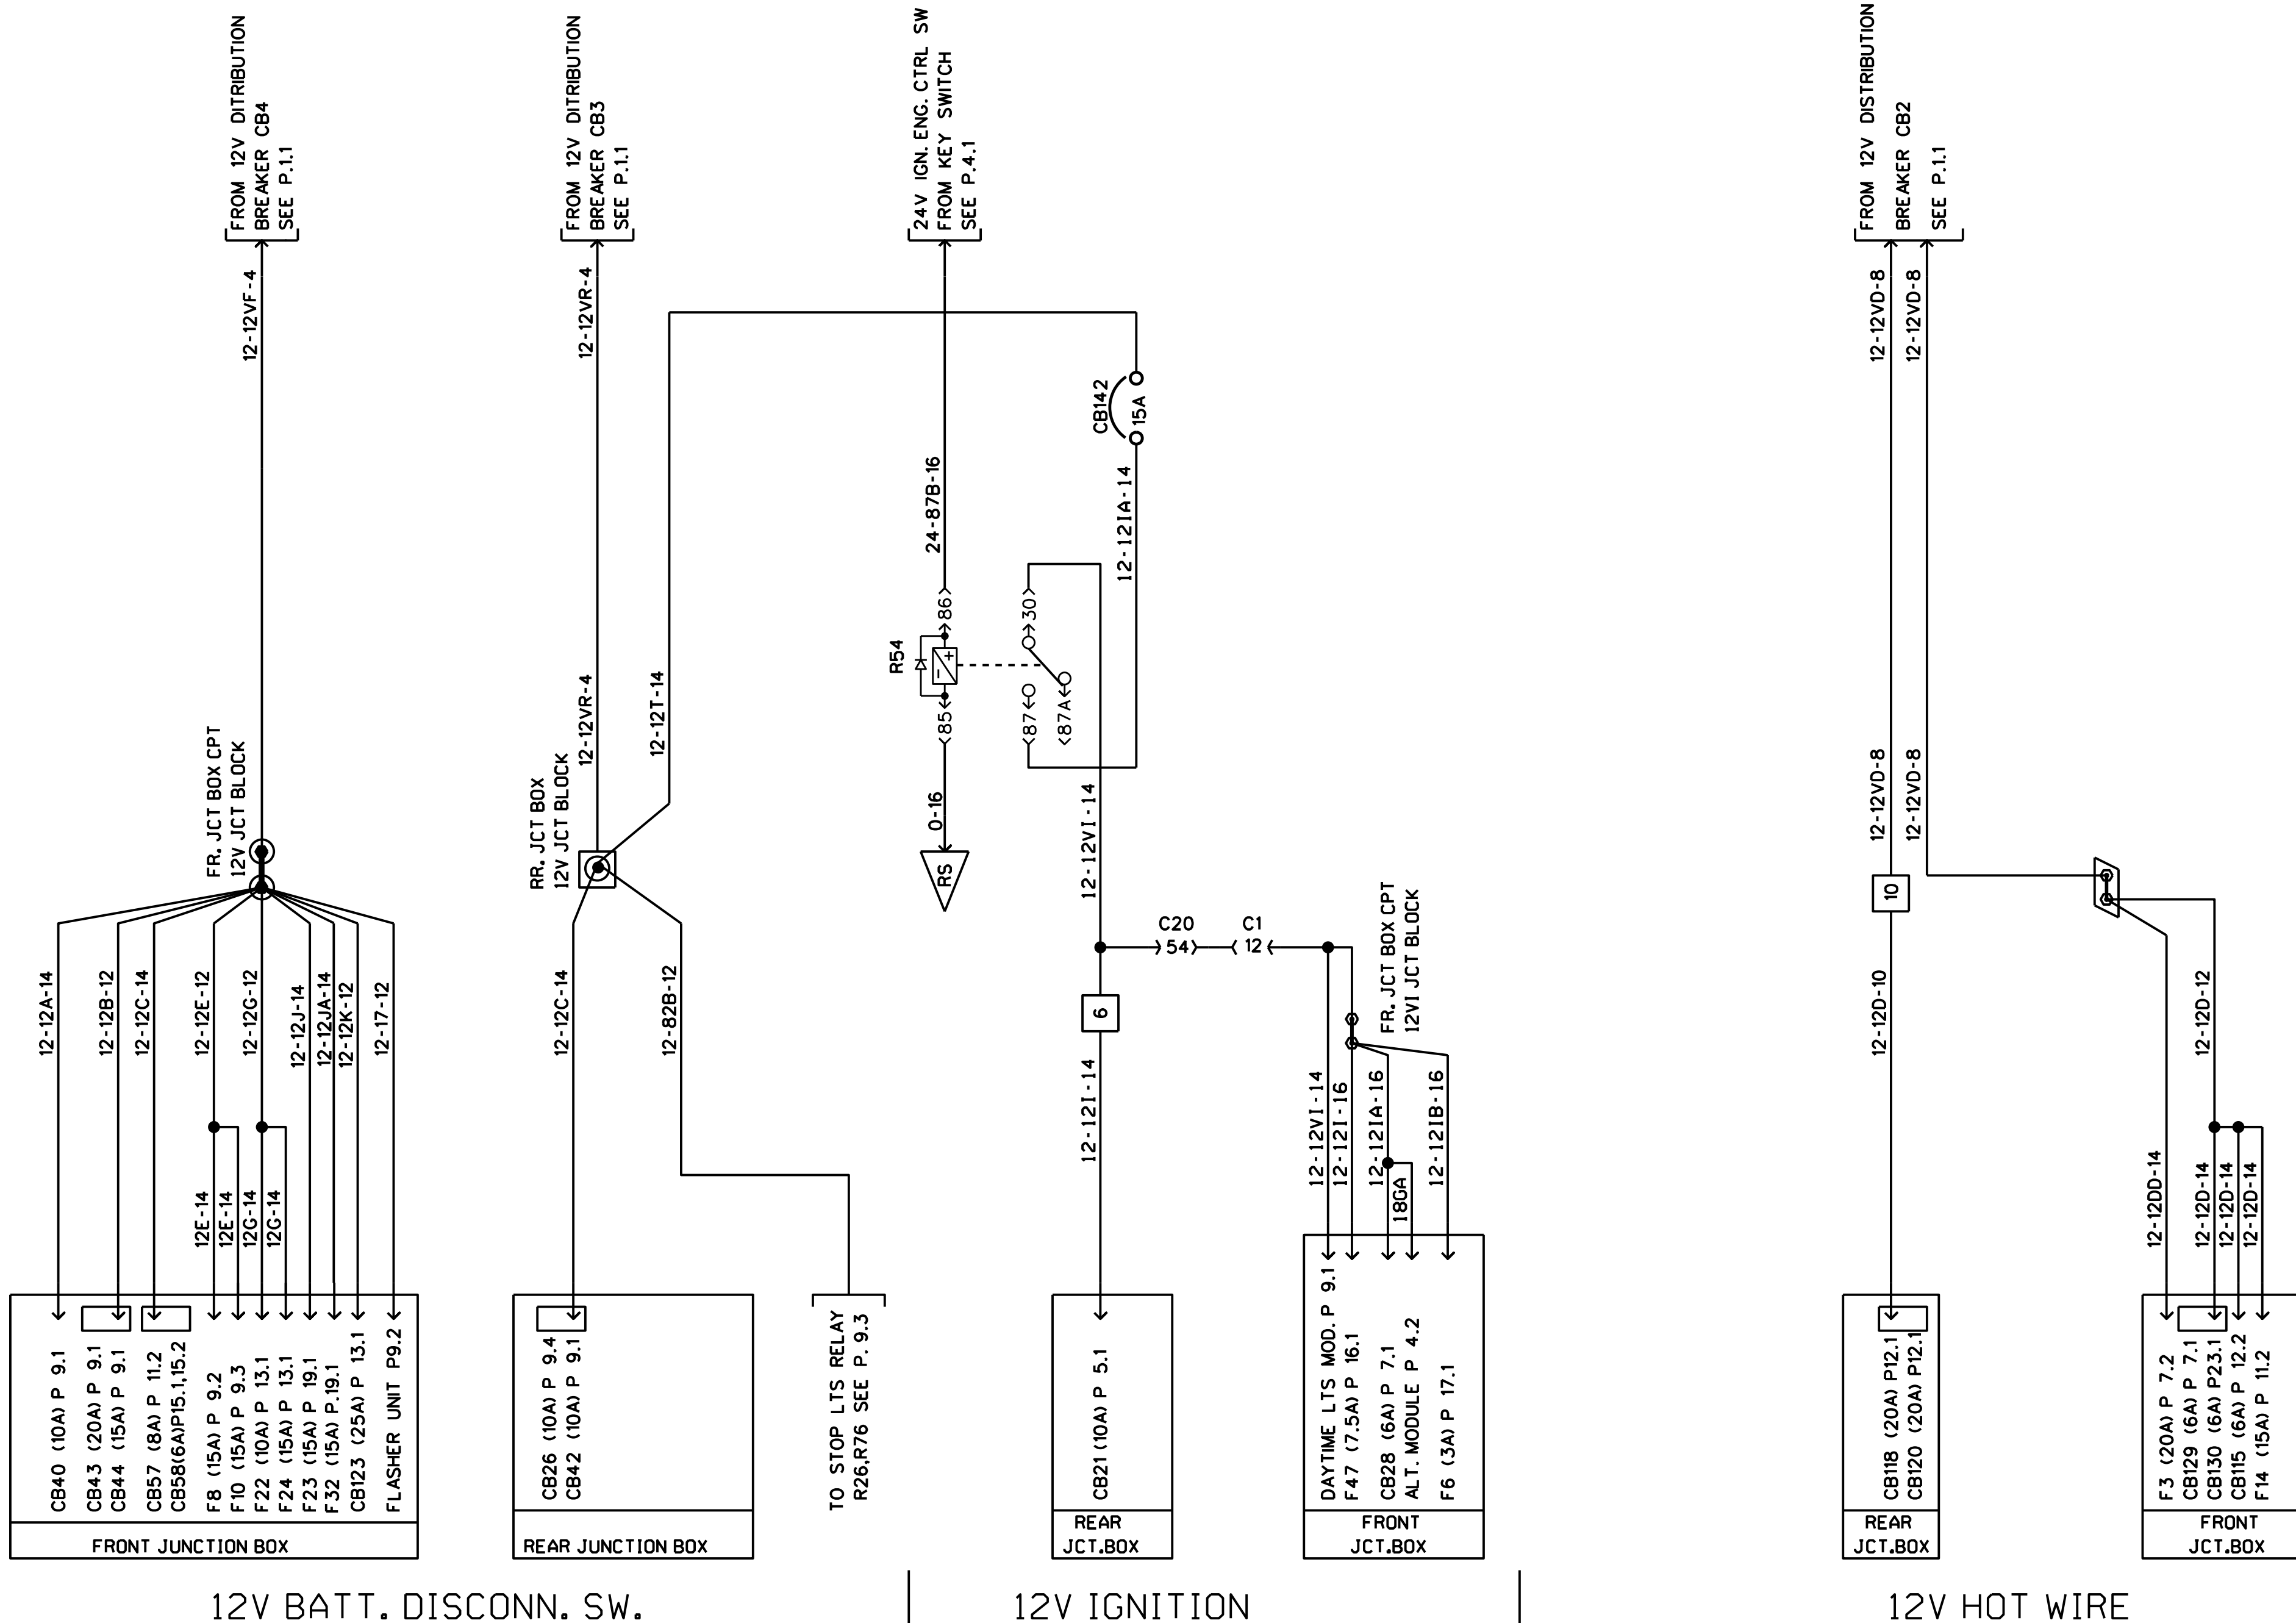 FROM 12V DITRIBUTION
BREAKER CB4
SEE P.1.1
12-12VF-4
FR. JCT BOX CPT
12V JCT BLOCK
12-12A-14
12-12B-12
12-12C-14
12-12E-12
12-12G-12
12-12J-14
12-12JA-14
12-12K-12
12-17-12
12E-14
12E-14
12G-14
12G-14
CB40 (10A) P 9.1
CB43 (20A) P 9.1
CB44 (15A) P 9.1
CB57 (8A) P 11.2
CB58(6A)P15.1,15.2
F8 (15A) P 9.2
F10 (15A) P 9.3
F22 (10A) P 13.1
F24 (15A) P 13.1
F23 (15A) P 19.1
F32 (15A) P.19.1
CB123 (25A) P 13.1
FLASHER UNIT P9.2
FRONT JUNCTION BOX
FROM 12V DITRIBUTION
BREAKER CB3
SEE P.1.1
12-12VR-4
12-12VR-4
12-12T-14
RR. JCT BOX
12V JCT BLOCK
12-12C-14
12-82B-12
CB26 (10A) P 9.4
CB42 (10A) P 9.1
REAR JUNCTION BOX
TO STOP LTS RELAY
R26,R76 SEE P. 9.3
12V BATT. DISCONN. SW.
24V IGN. ENG. CTRL SW
FROM KEY SWITCH
SEE P.4.1
24-87B-16
CB142
15A
12-12IA-14
R54
86
+
-
85
30
87
87A
0-16
RS
12-12VI-14
C20
54
C1
12
6
12-12I-14
FR. JCT BOX CPT
12VI JCT BLOCK
12-12VI-14
12-12I-16
12-12IA-16
18GA
12-12IB-16
CB21 (10A) P 5.1
REAR
JCT.BOX
DAYTIME LTS MOD. P 9.1
F47 (7.5A) P 16.1
CB28 (6A) P 7.1
ALT. MODULE P 4.2
F6 (3A) P 17.1
FRONT
JCT.BOX
12V IGNITION
FROM 12V DISTRIBUTION
BREAKER CB2
SEE P.1.1
12-12VD-8
12-12VD-8
12-12VD-8
12-12VD-8
10
12-12D-10
12-12D-12
12-12DD-14
12-12D-14
12-12D-14
12-12D-14
CB118 (20A) P12.1
CB120 (20A) P12.1
REAR
JCT.BOX
F3 (20A) P 7.2
CB129 (6A) P 7.1
CB130 (6A) P23.1
CB115 (6A) P 12.2
F14 (15A) P 11.2
FRONT
JCT.BOX
12V HOT WIRE